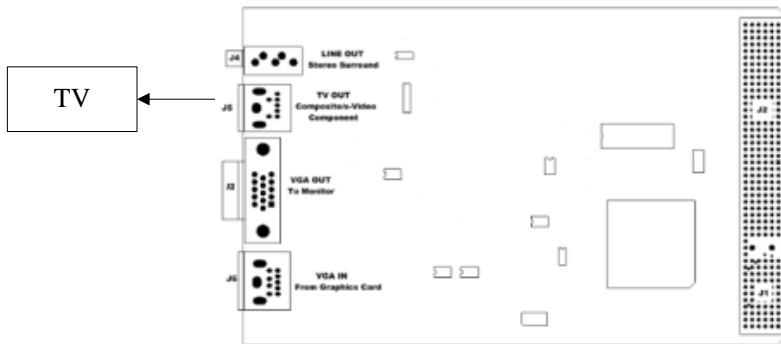 J4
LINE OUT
Stereo Surround
TV
J5
TV OUT
Composite/s-Video
Component
J2
J2
VGA OUT
To Monitor
J6
VGA IN
From Graphics Card
J1